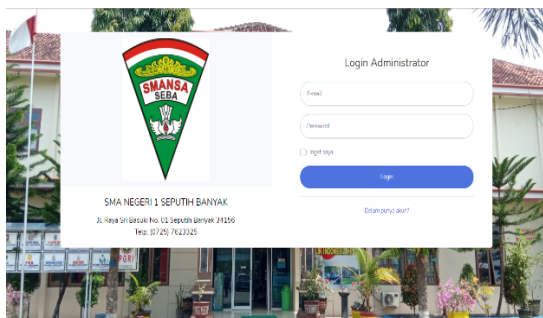 SMANSA
SEBA
SMA NEGERI 1 SEPUTIH BANYAK
Jl. Raya Sri Basuki No. 01 Seputih Banyak 34156
Telp. (0725) 7623325
Login Administrator
E-mail
Password
Ingat saya
Login
Belum punya akun?